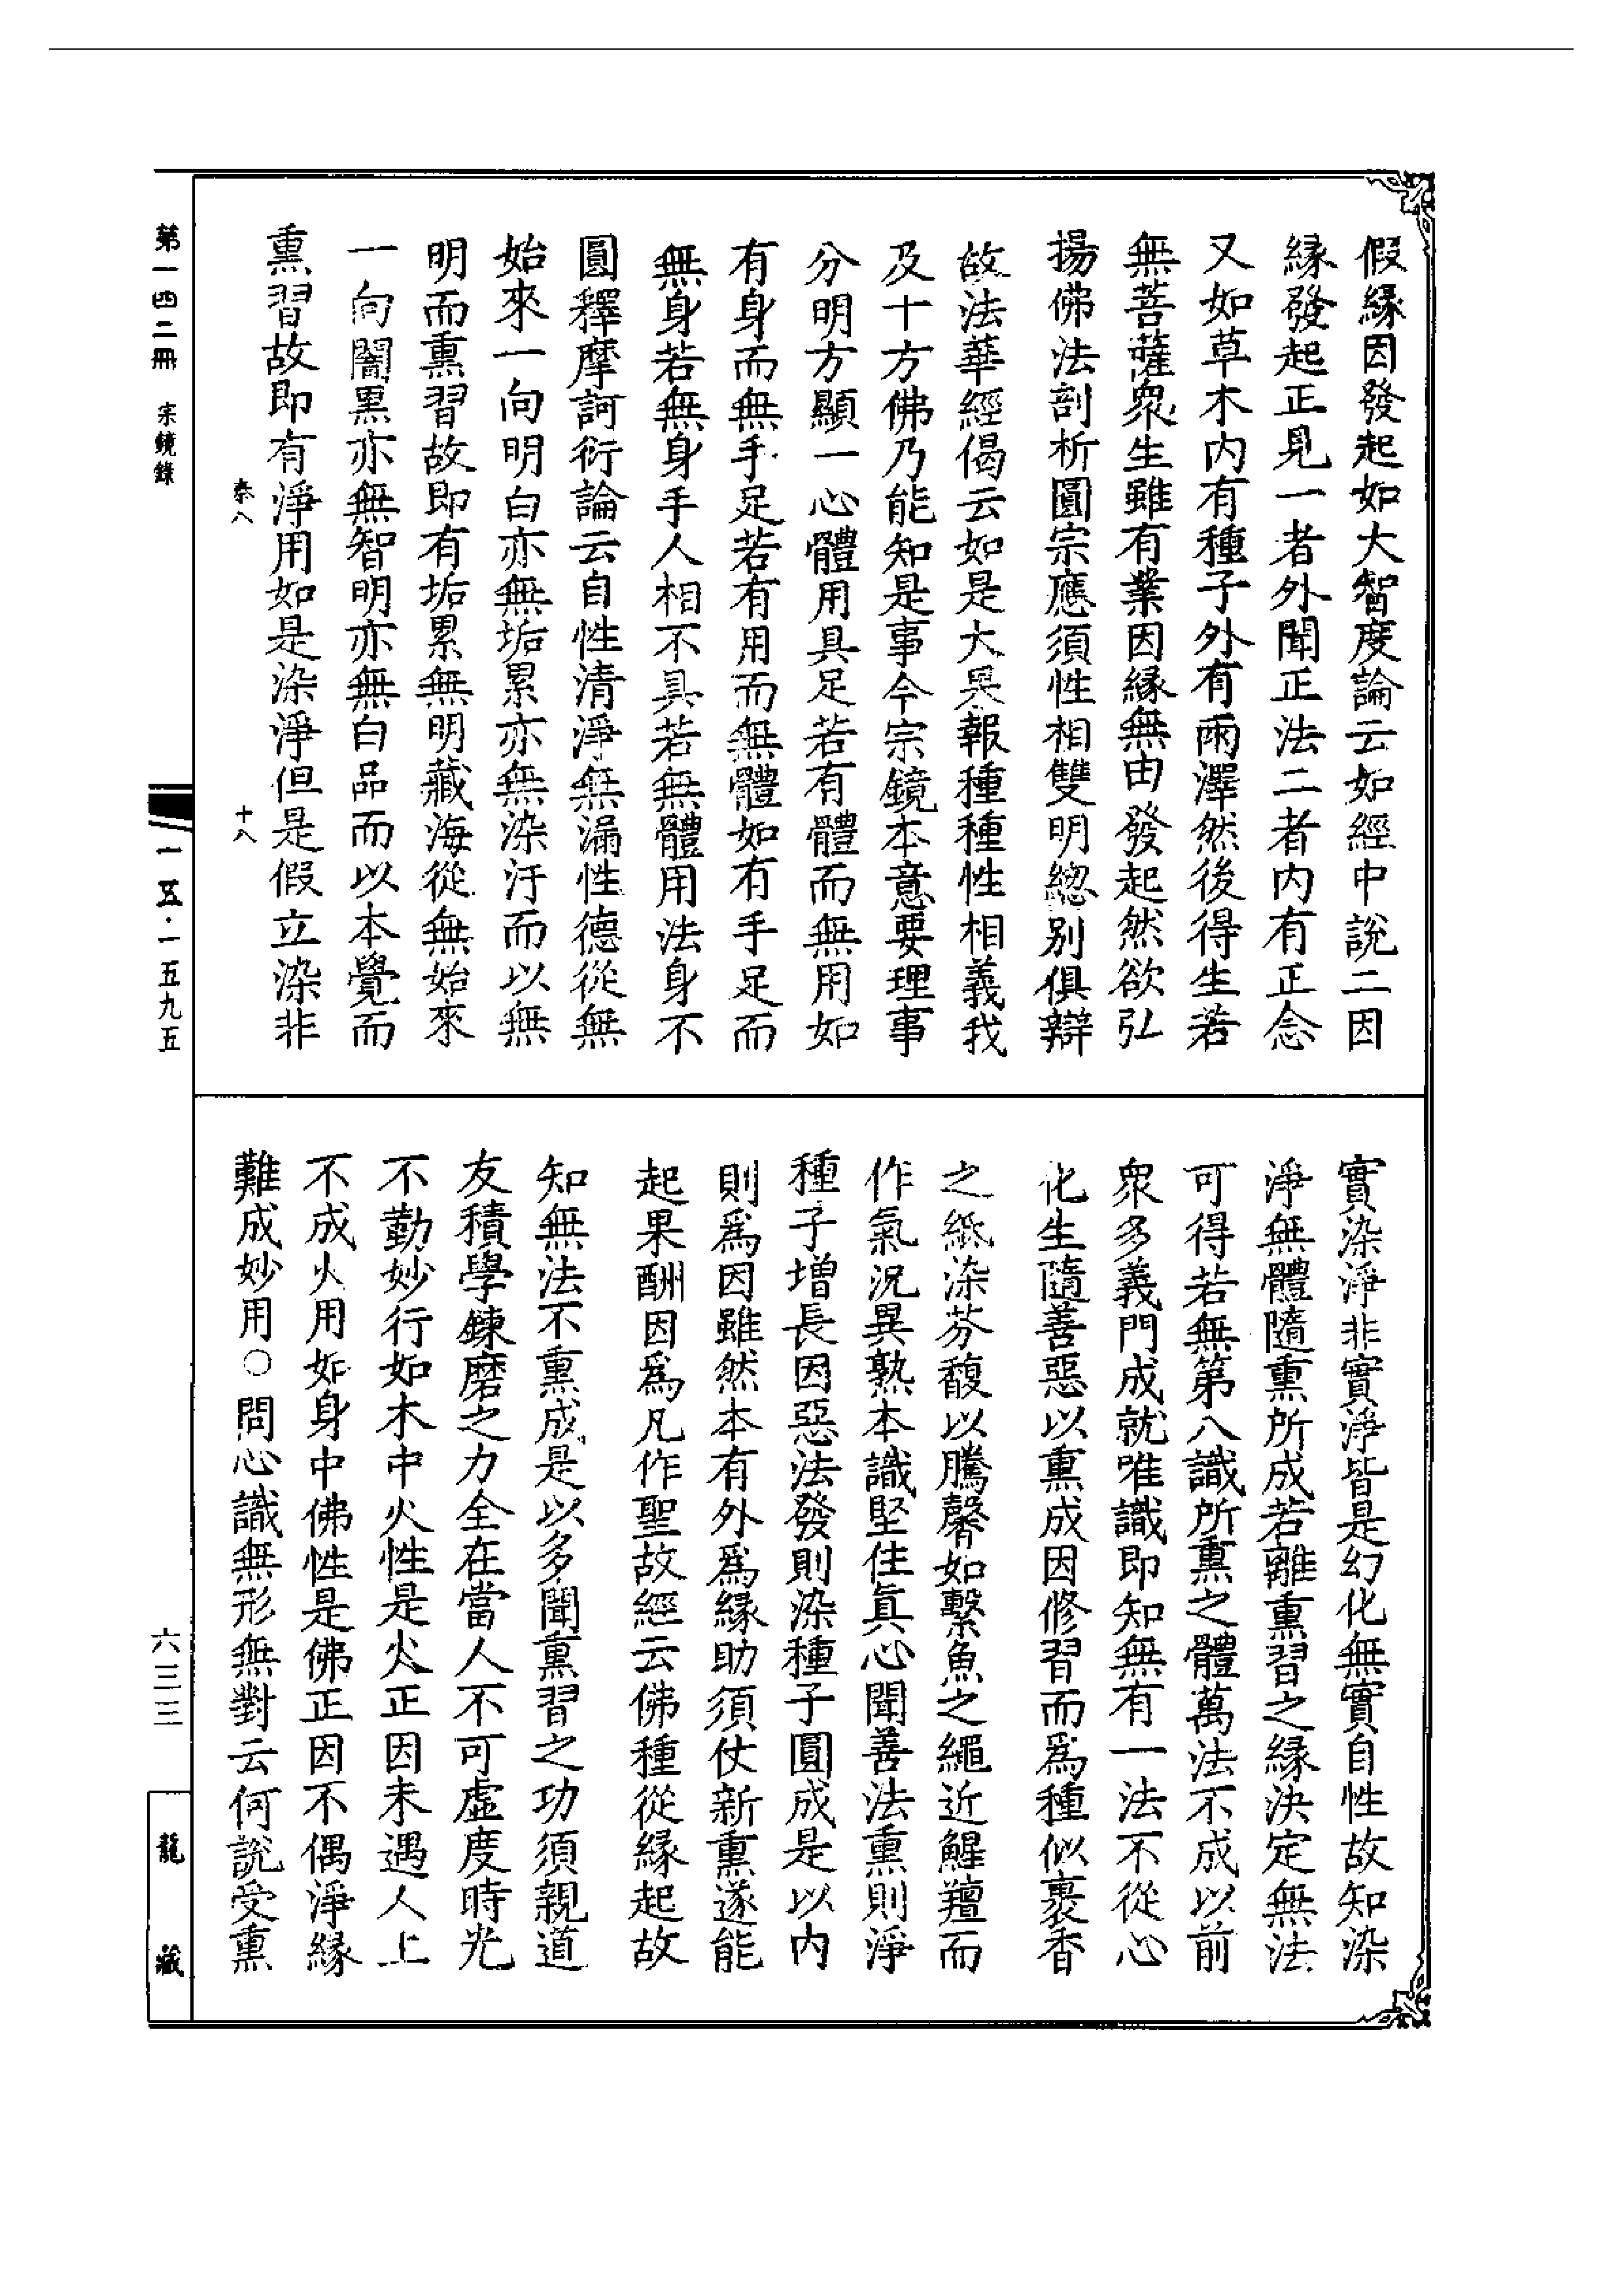 假緣因發起如大智度論云如經中說二因
緣發起正見一者外聞正法二者內有正念
又如草木內有種子外有雨澤然後得生若
無菩薩眾生雖有業因緣無由發起然欲弘
揚佛法剖析圓宗應須性相雙明總別俱辯
故法華經偈云如是大果報種種性相義我
及十方佛乃能知是事今宗鏡本意要理事
分明方顯一心體用具足若有體而無用如
有身而無手足若有用而無體如有手足而
無身若無身手人相不具若無體用法身不
圓釋摩訶衍論云自性清淨無漏性德從無
始來一向明白亦無垢累亦無染汙而以無
明而熏習故即有垢累無明藏海從無始來
一向闇黑亦無智明亦無白品而以本覺而
熏習故即有淨用如是染淨但是假立染非
泰八
十八
實染淨非實淨皆是幻化無實自性故知染
淨無體隨熏所成若離熏習之緣決定無法
可得若無第八識所熏之體萬法不成以前
眾多義門成就唯識即知無有一法不從心
化生隨善惡以熏成因修習而爲種似裹香
之紙染芬馥以騰馨如繫魚之繩近鯹羶而
作氣況異熟本識堅住真心聞善法熏則淨
種子增長因惡法發則染種子圓成是以內
則爲因雖然本有外爲緣助須仗新熏遂能
起果酬因爲凡作聖故經云佛種從緣起故
知無法不熏成是以多聞熏習之功須親道
友積學鍊磨之力全在當人不可虛度時光
不勤妙行如木中火性是火正因未遇人上
不成火用如身中佛性是佛正因不偶淨緣
難成妙用○問心識無形無對云何說受熏
第一四二冊 宗鏡錄
一一五·一五九五
六三三
龍藏